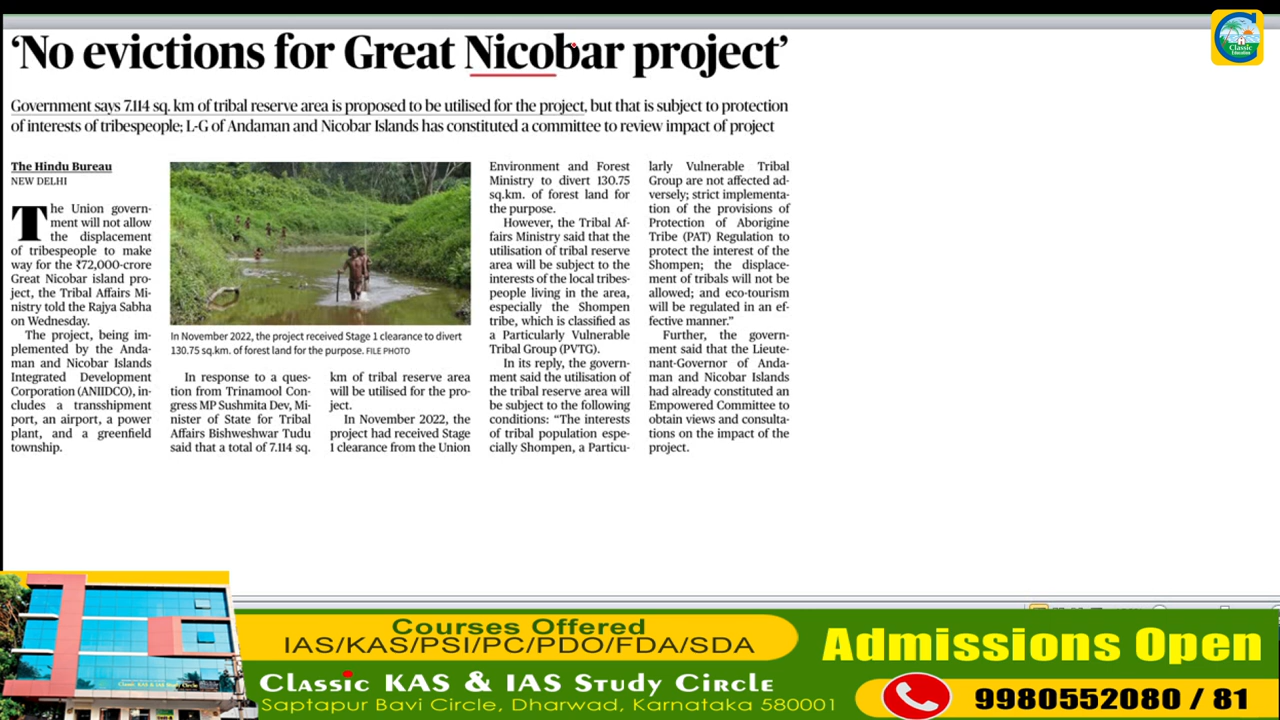 ‘No evictions for Great Nicobar project’
Government says 7.114 sq. km of tribal reserve area is proposed to be utilised for the project, but that is subject to protection
of interests of tribespeople; L-G of Andaman and Nicobar Islands has constituted a committee to review impact of project
The Hindu Bureau
NEW DELHI
The Union govern-
ment will not allow
the displacement
of tribespeople to make
way for the ₹72,000-crore
Great Nicobar island pro-
ject, the Tribal Affairs Mi-
nistry told the Rajya Sabha
on Wednesday.
The project, being im-
plemented by the Anda-
man and Nicobar Islands
Integrated Development
Corporation (ANIIDCO), in-
cludes a transshipment
port, an airport, a power
plant, and a greenfield
township.
In November 2022, the project received Stage 1 clearance to divert
130.75 sq.km. of forest land for the purpose. FILE PHOTO
In response to a ques-
tion from Trinamool Con-
gress MP Sushmita Dev, Mi-
nister of State for Tribal
Affairs Bishweshwar Tudu
said that a total of 7.114 sq.
km of tribal reserve area
will be utilised for the pro-
ject.
In November 2022, the
project had received Stage
1 clearance from the Union
Environment and Forest
Ministry to divert 130.75
sq.km. of forest land for
the purpose.
However, the Tribal Af-
fairs Ministry said that the
utilisation of tribal reserve
area will be subject to the
interests of the local tribes-
people living in the area,
especially the Shompen
tribe, which is classified as
a Particularly Vulnerable
Tribal Group (PVTG).
In its reply, the govern-
ment said the utilisation of
the tribal reserve area will
be subject to the following
conditions: “The interests
of tribal population espe-
cially Shompen, a Particu-
larly Vulnerable Tribal
Group are not affected ad-
versely; strict implementa-
tion of the provisions of
Protection of Aborigine
Tribe (PAT) Regulation to
protect the interest of the
Shompen; the displace-
ment of tribals will not be
allowed; and eco-tourism
will be regulated in an ef-
fective manner.”
Further, the govern-
ment said that the Lieute-
nant-Governor of Anda-
man and Nicobar Islands
had already constituted an
Empowered Committee to
obtain views and consulta-
tions on the impact of the
project.
Classic
Education
Courses Offered
IAS/KAS/PSI/PC/PDO/FDA/SDA
Classic KAS & IAS Study Circle
Saptapur Bavi Circle, Dharwad, Karnataka 580001
Admissions Open
9980552080 / 81